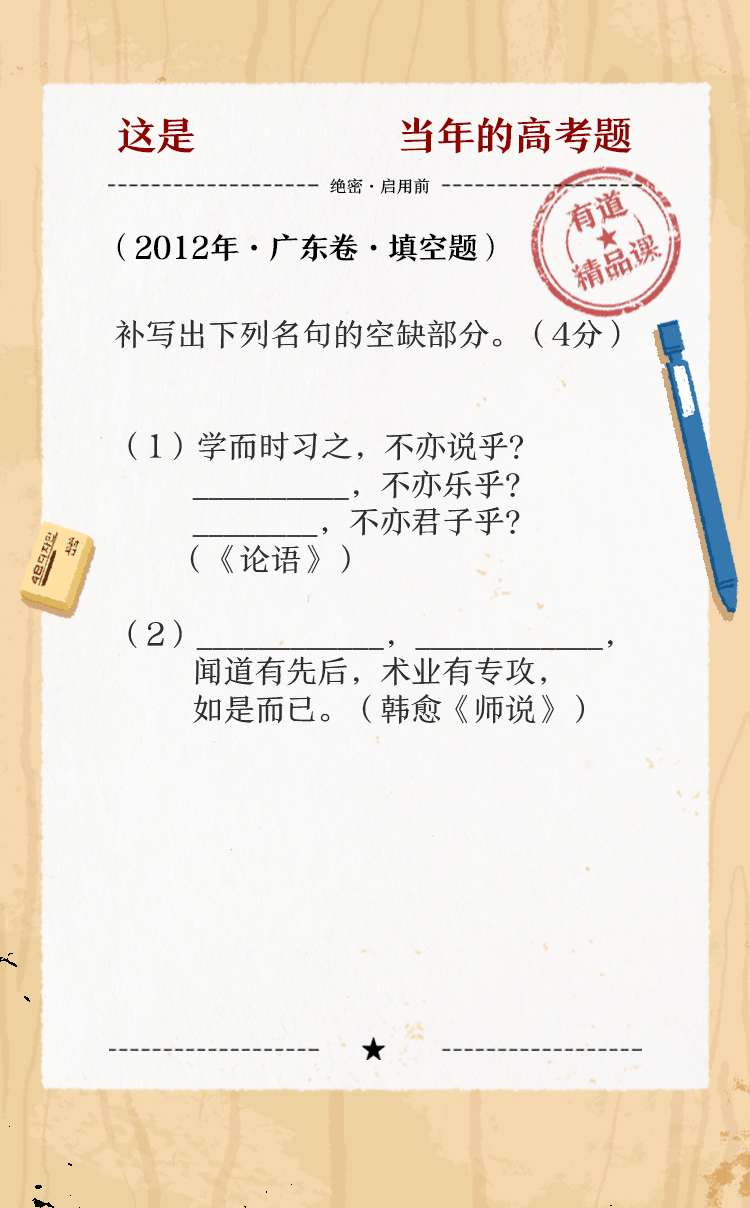 这是 当年的高考题
绝密·启用前
有道
精品课
（2012年·广东卷·填空题）
补写出下列名句的空缺部分。（4分）
（1）学而时习之，不亦说乎？
__________，不亦乐乎？
________，不亦君子乎？
（《论语》）
（2）____________，____________，
闻道有先后，术业有专攻，
如是而已。（韩愈《师说》）